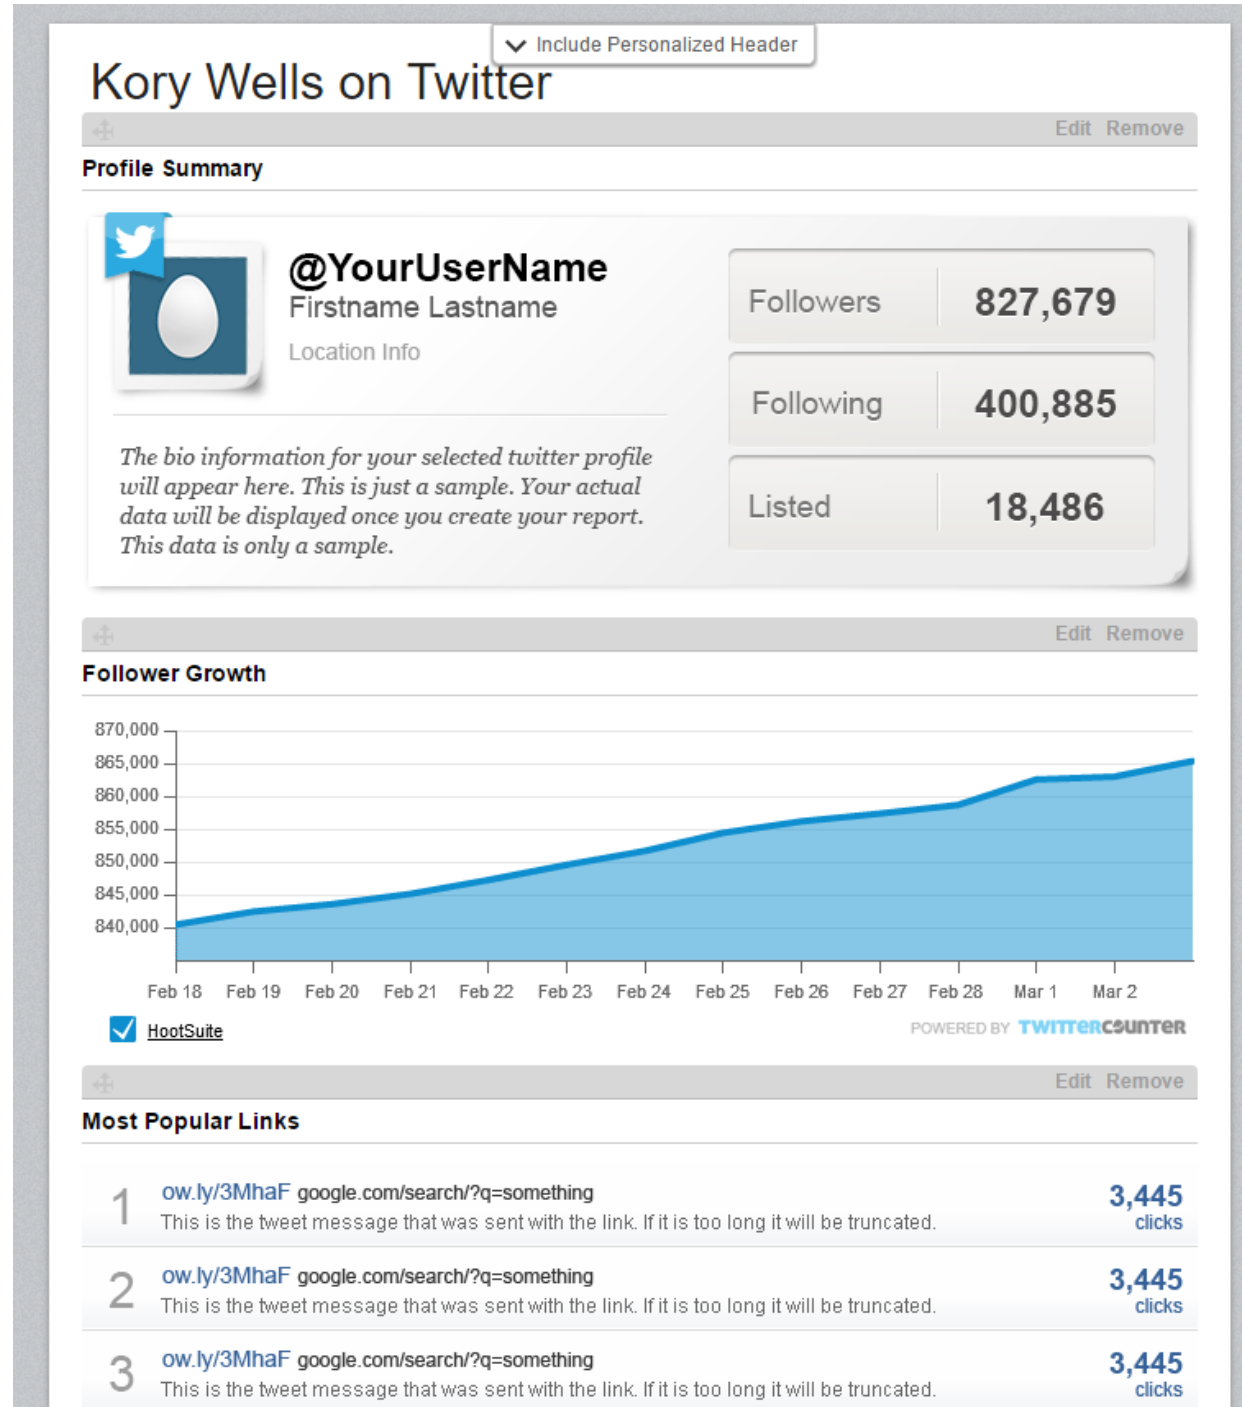 Include Personalized Header
Kory Wells on Twitter
Edit Remove
Profile Summary
@YourUserName
Firstname Lastname
Location Info
The bio information for your selected twitter profile
will appear here. This is just a sample. Your actual
data will be displayed once you create your report.
This data is only a sample.
Followers 827,679
Following 400,885
Listed 18,486
Edit Remove
Follower Growth
870,000
865,000
860,000
855,000
850,000
845,000
840,000
Feb 18 Feb 19 Feb 20 Feb 21 Feb 22 Feb 23 Feb 24 Feb 25 Feb 26 Feb 27 Feb 28 Mar 1 Mar 2
HootSuite
POWERED BY TWITTERCOUNTER
Edit Remove
Most Popular Links
1 ow.ly/3MhaF google.com/search/?q=something 3,445
This is the tweet message that was sent with the link. If it is too long it will be truncated. clicks
2 ow.ly/3MhaF google.com/search/?q=something 3,445
This is the tweet message that was sent with the link. If it is too long it will be truncated. clicks
3 ow.ly/3MhaF google.com/search/?q=something 3,445
This is the tweet message that was sent with the link. If it is too long it will be truncated. clicks